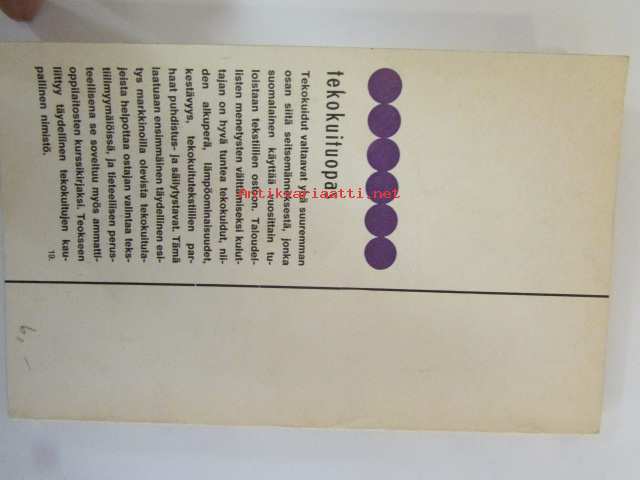 tekokuituopas
Tekokuidut valtaavat yhä suuremman
osan siitä seitsemänneksestä, jonka
suomalainen käyttää vuosittain tu-
loistaan tekstiilien ostoon. Taloudel-
listen menetysten välttämiseksi kulut-
tajan on hyvä tuntea tekokuidut, nii-
den alkuperä, lämpöominaisuudet,
kestävyys, tekokuitutekstiilien par-
haat puhdistus- ja säilytystavat. Tämä
laatuaan ensimmäinen täydellinen esi-
tys markkinoilla olevista tekokuitula-
jeista helpottaa ostajan valintaa teks-
tiilimyymälöissä, ja tieteellisen perus-
teellisena se soveltuu myös ammatti-
oppilaitosten kurssikirjaksi. Teokseen
liittyy täydellinen tekokuitujen kau-
pallinen nimistö.
19.
6,-
Antikvariaatti.net